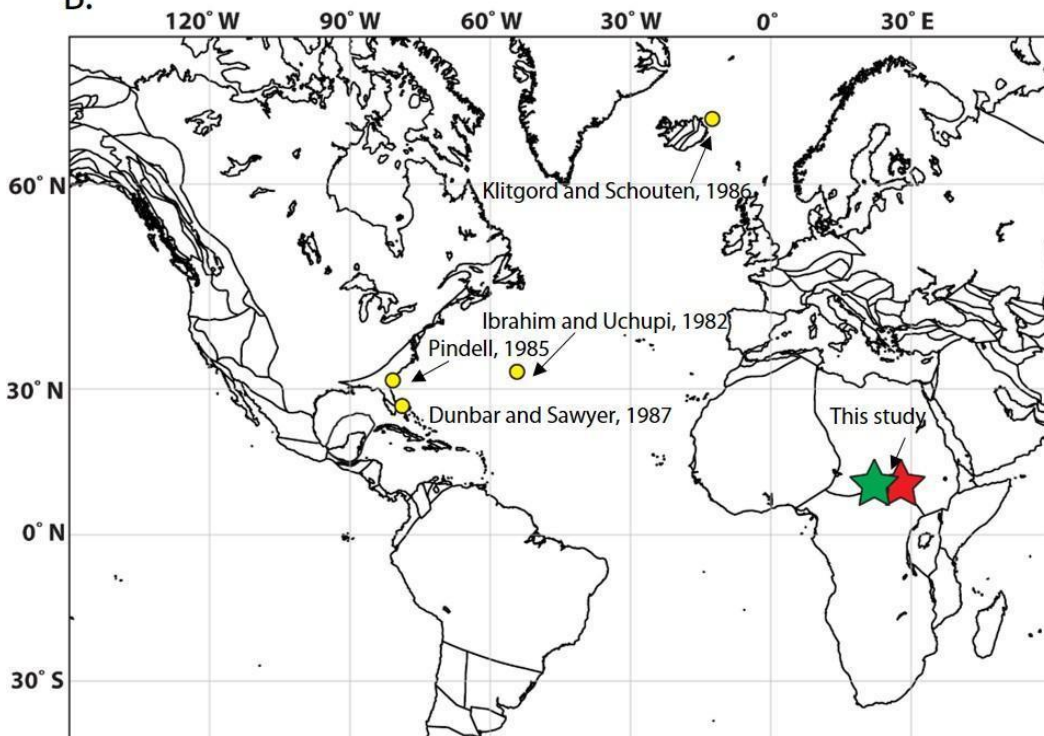 B.
120° W 90° W 60° W 30° W 0° 30° E
60° N
Klitgord and Schouten, 1986
Ibrahim and Uchupi, 1982
Pindell, 1985
30° N
Dunbar and Sawyer, 1987
This study
0° N
30° S